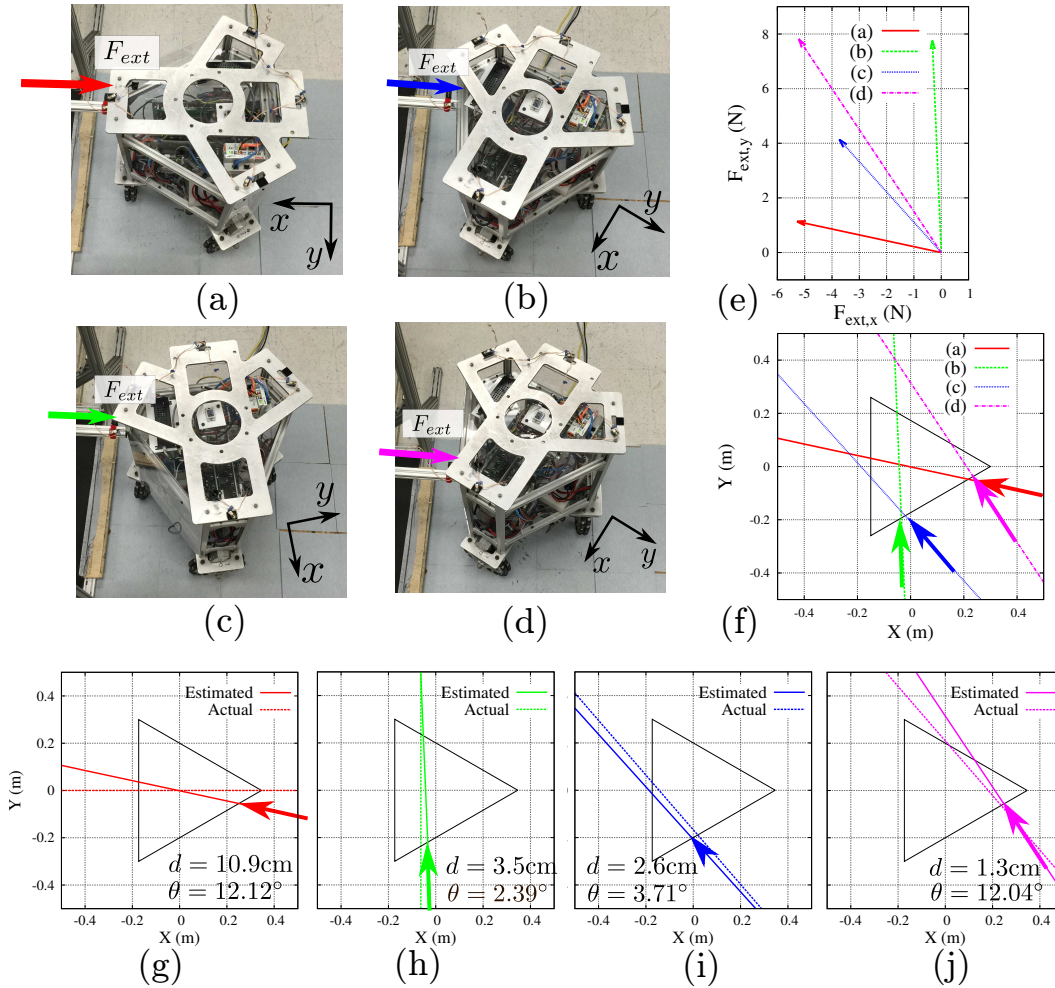 F_ext
x
y
(a)
F_ext
y
x
(b)
(a)
(b)
(c)
(d)
F_ext,y (N)
8
6
4
2
0
-6 -5 -4 -3 -2 -1 0 1
F_ext,x (N)
(e)
F_ext
y
x
(c)
F_ext
x
y
(d)
(a)
(b)
(c)
(d)
Y (m)
0.4
0.2
0
-0.2
-0.4
-0.4 -0.2 0 0.2 0.4
X (m)
(f)
Estimated
Actual
Y (m)
0.4
0.2
0
-0.2
-0.4
d = 10.9cm
θ = 12.12°
-0.4 -0.2 0 0.2 0.4
X (m)
(g)
Estimated
Actual
d = 3.5cm
θ = 2.39°
-0.4 -0.2 0 0.2 0.4
X (m)
(h)
Estimated
Actual
d = 2.6cm
θ = 3.71°
-0.4 -0.2 0 0.2 0.4
X (m)
(i)
Estimated
Actual
d = 1.3cm
θ = 12.04°
-0.4 -0.2 0 0.2 0.4
X (m)
(j)